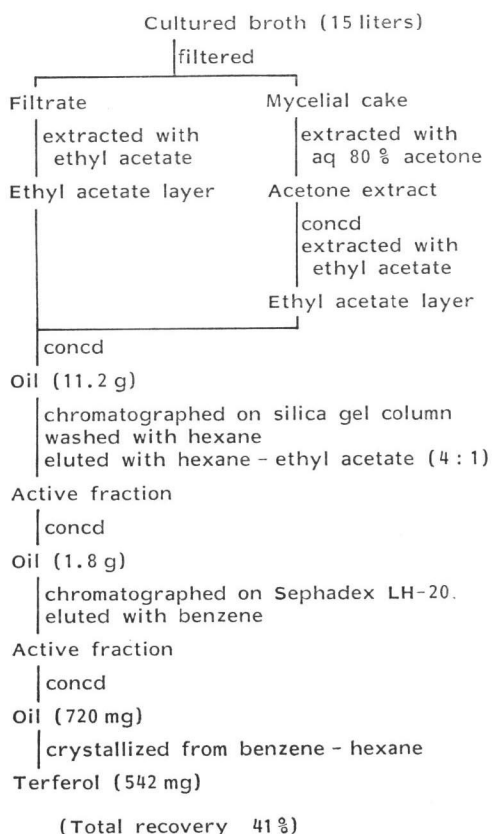 Cultured broth (15 liters)
filtered
Filtrate
Mycelial cake
extracted with
ethyl acetate
extracted with
aq 80 % acetone
Ethyl acetate layer
Acetone extract
concd
extracted with
ethyl acetate
Ethyl acetate layer
concd
Oil (11.2 g)
chromatographed on silica gel column
washed with hexane
eluted with hexane - ethyl acetate (4 : 1)
Active fraction
concd
Oil (1.8 g)
chromatographed on Sephadex LH-20.
eluted with benzene
Active fraction
concd
Oil (720 mg)
crystallized from benzene - hexane
Terferol (542 mg)
(Total recovery 41 %)